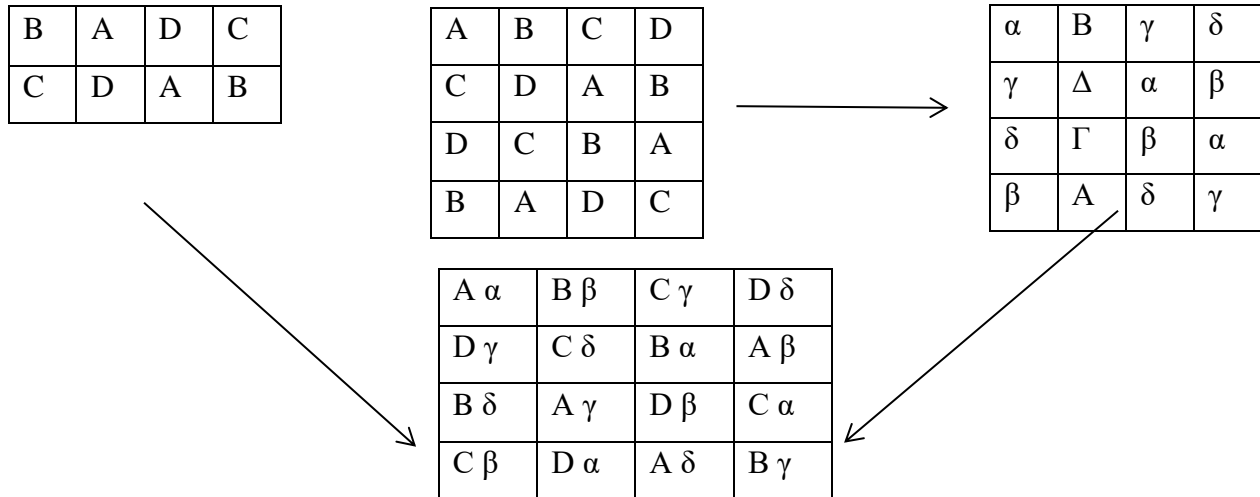 B A D C
C D A B
A B C D
C D A B
D C B A
B A D C
α Β γ δ
γ Δ α β
δ Γ β α
β Α δ γ
A α B β C γ D δ
D γ C δ B α A β
B δ A γ D β C α
C β D α A δ B γ